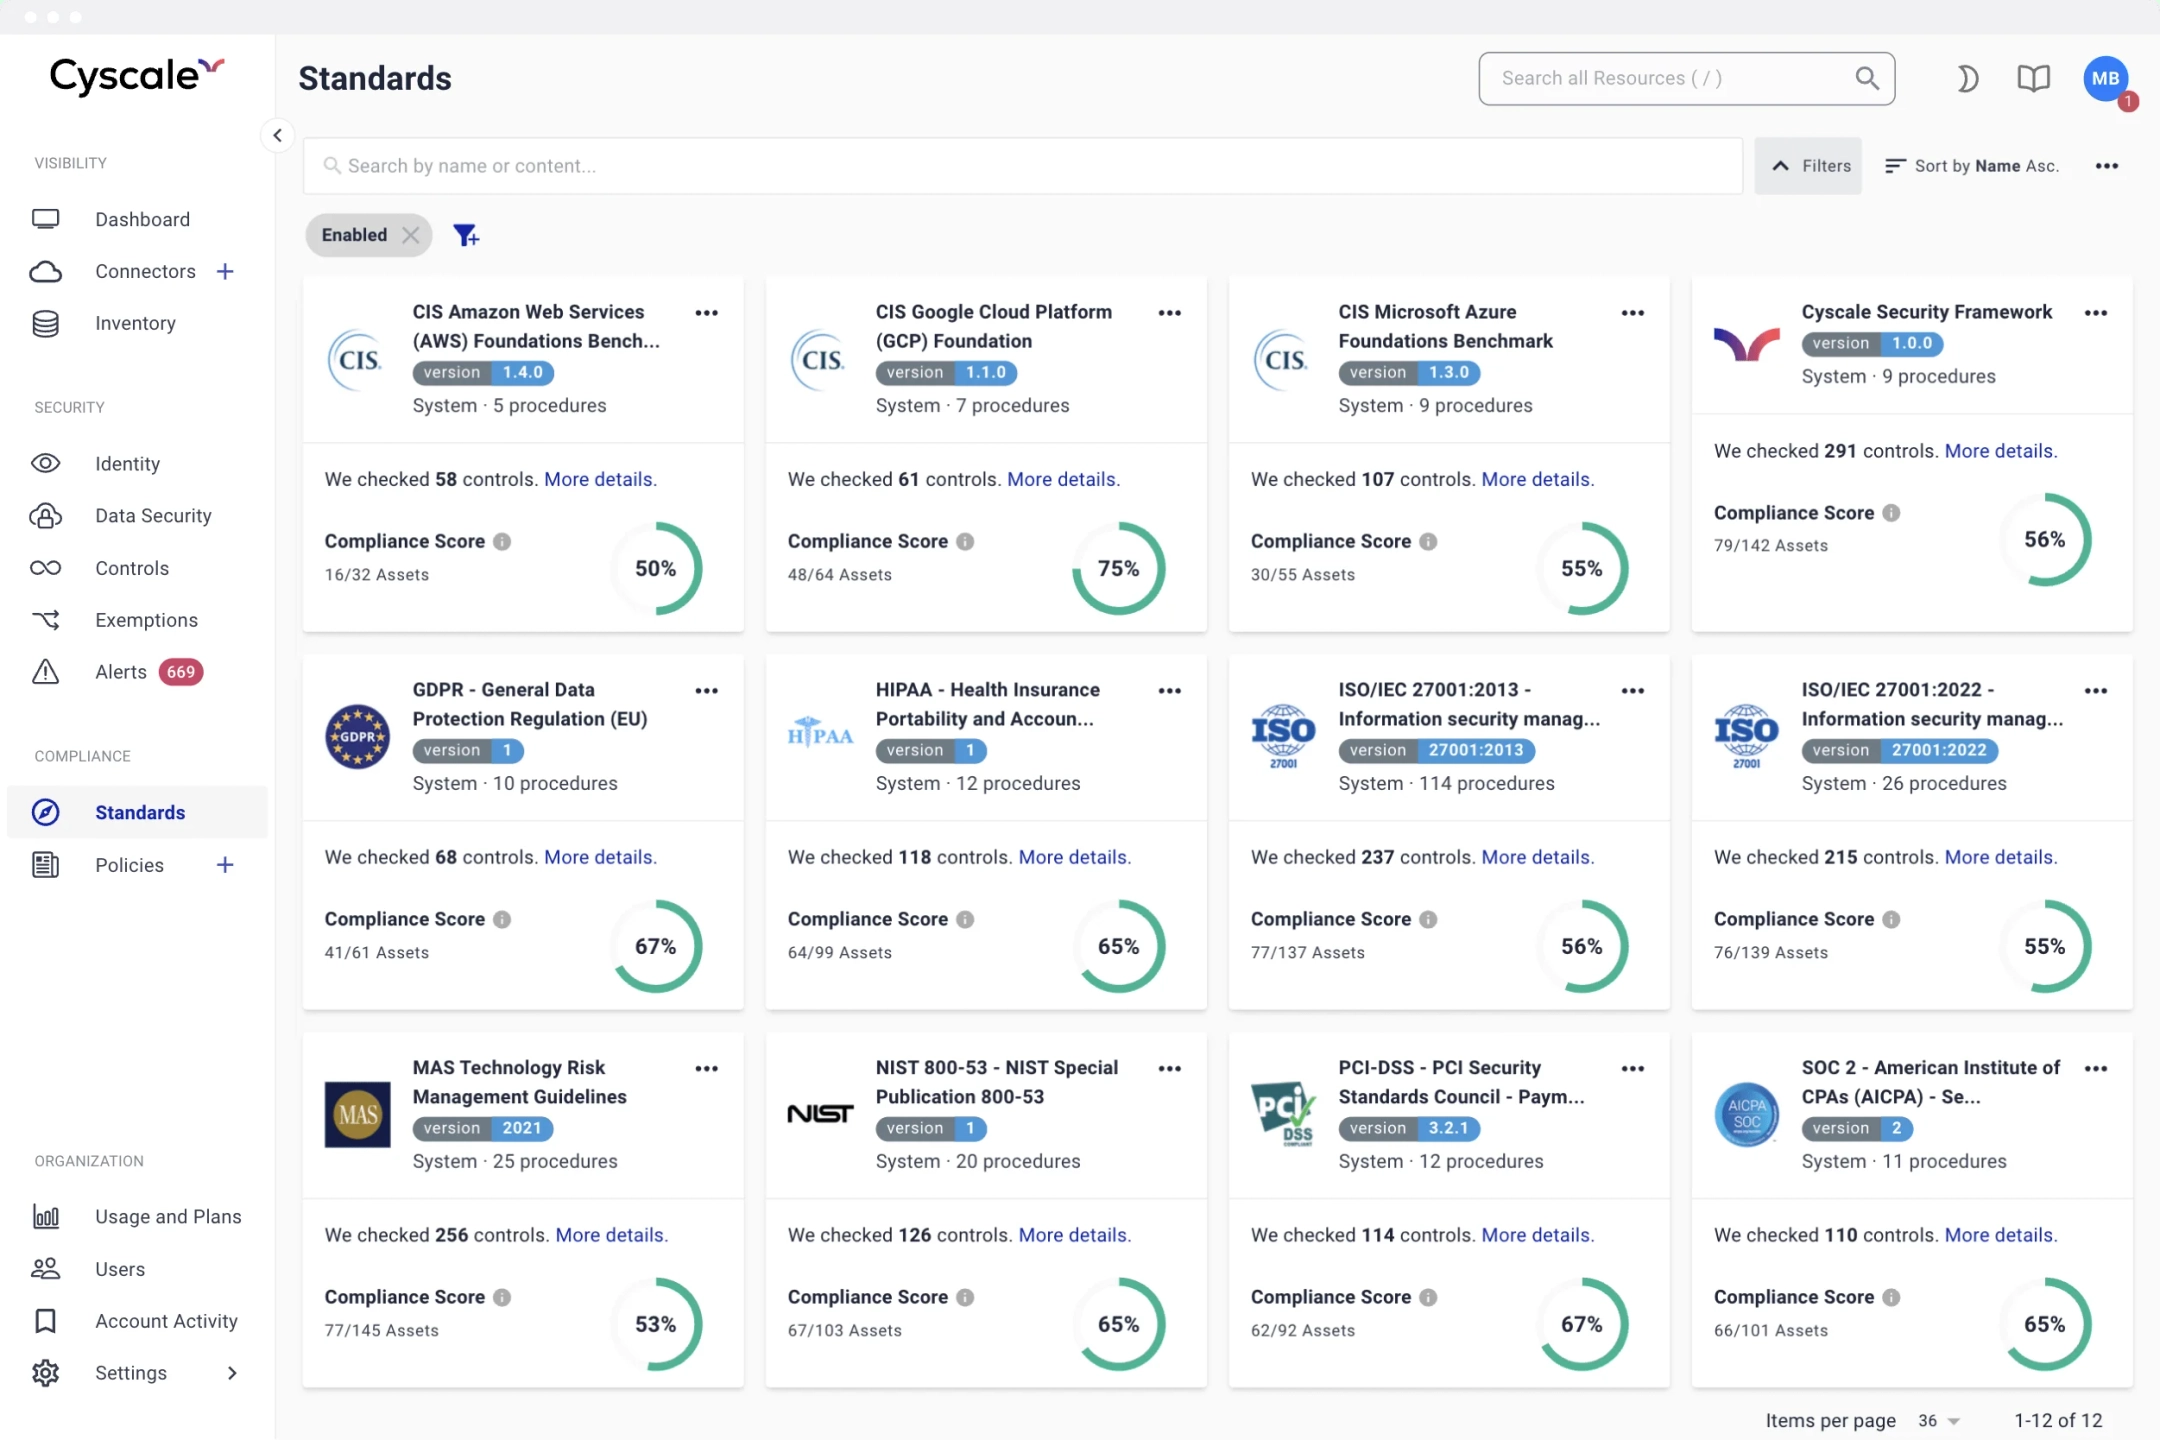 Cyscale
Standards
Search all Resources ( / )
MB
1
VISIBILITY
Dashboard
Connectors +
Inventory
SECURITY
Identity
Data Security
Controls
Exemptions
Alerts 669
COMPLIANCE
Standards
Policies +
ORGANIZATION
Usage and Plans
Users
Account Activity
Settings
Search by name or content...
Filters
Sort by Name Asc.
Enabled
CIS.
CIS Amazon Web Services
(AWS) Foundations Bench...
version 1.4.0
System · 5 procedures
We checked 58 controls. More details.
Compliance Score
16/32 Assets
50%
CIS.
CIS Google Cloud Platform
(GCP) Foundation
version 1.1.0
System · 7 procedures
We checked 61 controls. More details.
Compliance Score
48/64 Assets
75%
CIS.
CIS Microsoft Azure
Foundations Benchmark
version 1.3.0
System · 9 procedures
We checked 107 controls. More details.
Compliance Score
30/55 Assets
55%
Cyscale Security Framework
version 1.0.0
System · 9 procedures
We checked 291 controls. More details.
Compliance Score
79/142 Assets
56%
GDPR
GDPR - General Data
Protection Regulation (EU)
version 1
System · 10 procedures
We checked 68 controls. More details.
Compliance Score
41/61 Assets
67%
HIPAA
HIPAA - Health Insurance
Portability and Accoun...
version 1
System · 12 procedures
We checked 118 controls. More details.
Compliance Score
64/99 Assets
65%
ISO
27001
ISO/IEC 27001:2013 -
Information security manag...
version 27001:2013
System · 114 procedures
We checked 237 controls. More details.
Compliance Score
77/137 Assets
56%
ISO
27001
ISO/IEC 27001:2022 -
Information security manag...
version 27001:2022
System · 26 procedures
We checked 215 controls. More details.
Compliance Score
76/139 Assets
55%
MAS
MAS Technology Risk
Management Guidelines
version 2021
System · 25 procedures
We checked 256 controls. More details.
Compliance Score
77/145 Assets
53%
NIST
NIST 800-53 - NIST Special
Publication 800-53
version 1
System · 20 procedures
We checked 126 controls. More details.
Compliance Score
67/103 Assets
65%
PCI
DSS
PCI-DSS - PCI Security
Standards Council - Paym...
version 3.2.1
System · 12 procedures
We checked 114 controls. More details.
Compliance Score
62/92 Assets
67%
AICPA
SOC
SOC 2 - American Institute of
CPAs (AICPA) - Se...
version 2
System · 11 procedures
We checked 110 controls. More details.
Compliance Score
66/101 Assets
65%
Items per page 36 1-12 of 12